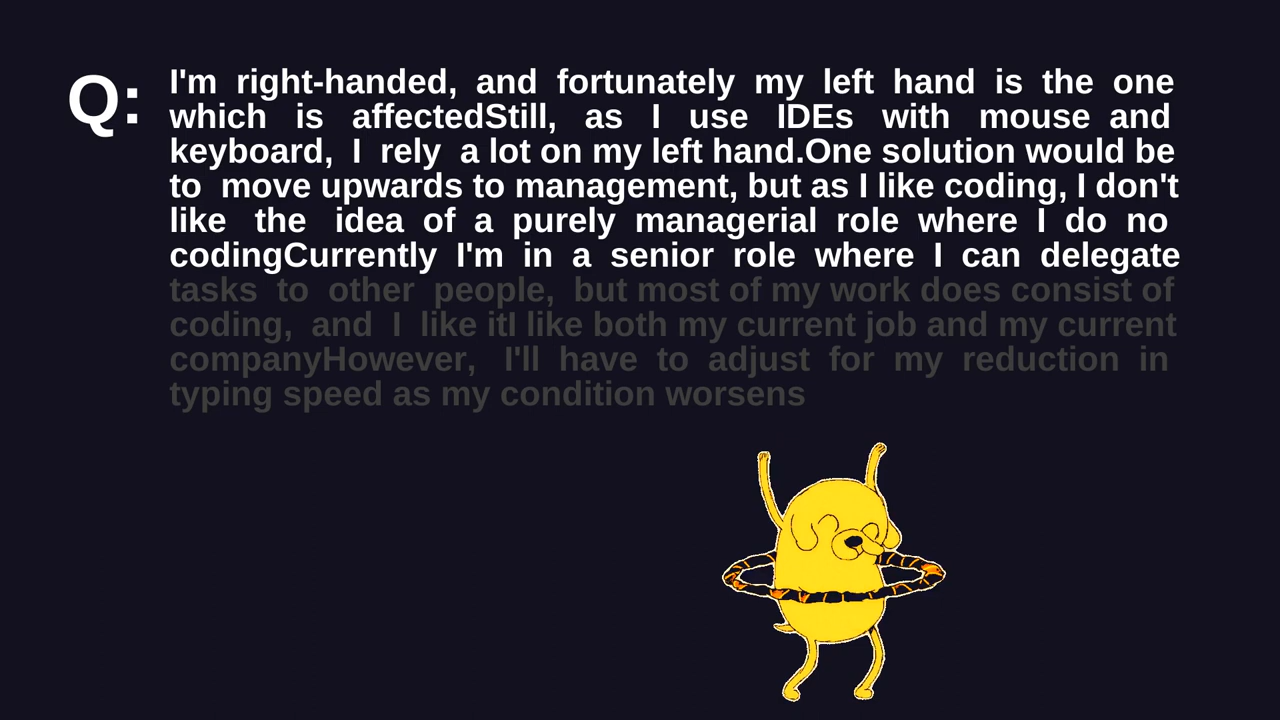 Q: I'm right-handed, and fortunately my left hand is the one
which is affectedStill, as I use IDEs with mouse and
keyboard, I rely a lot on my left hand.One solution would be
to move upwards to management, but as I like coding, I don't
like the idea of a purely managerial role where I do no
codingCurrently I'm in a senior role where I can delegate
tasks to other people, but most of my work does consist of
coding, and I like itI like both my current job and my current
companyHowever, I'll have to adjust for my reduction in
typing speed as my condition worsens